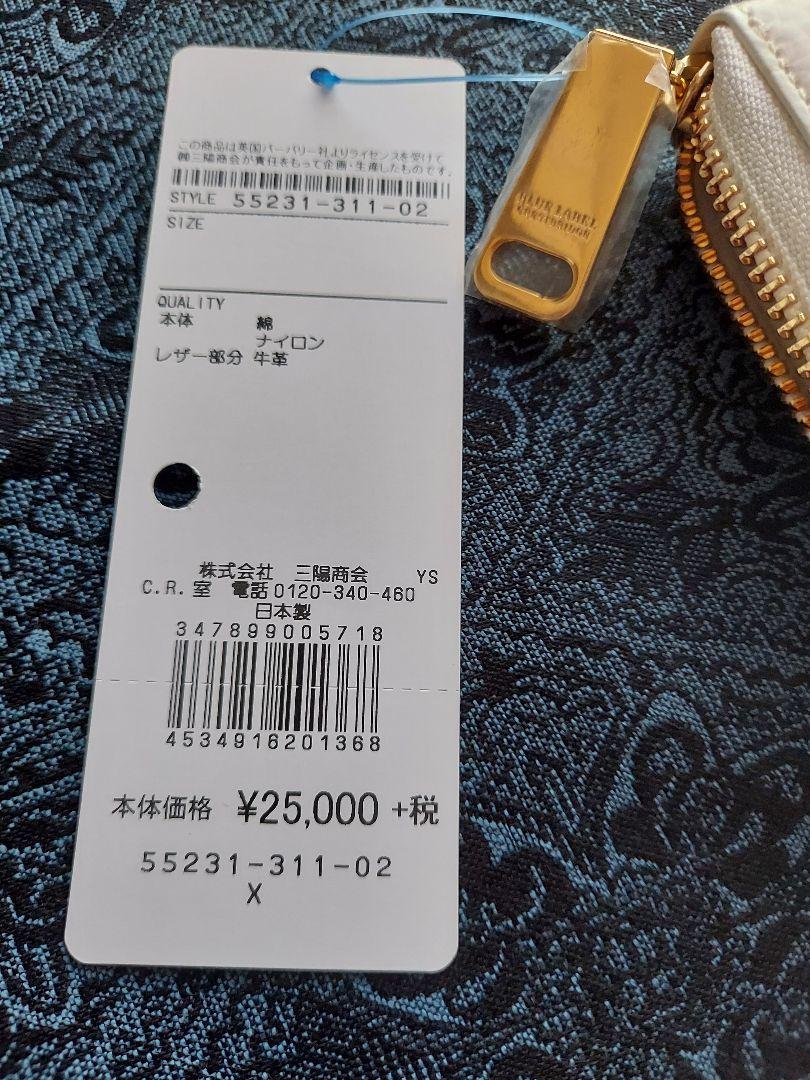 この商品は英国バーバリー社よりライセンスを受けて
㈱三陽商会が責任をもって企画・生産したものです。
STYLE 55231-311-02
SIZE
QUALITY
本体 綿
ナイロン
レザー部分 牛革
株式会社 三陽商会 YS
C.R.室 電話0120-340-460
日本製
347899005718
4534916201368
本体価格 ¥25,000 +税
55231-311-02
X
BLUE LABEL
CRESTBRIDGE